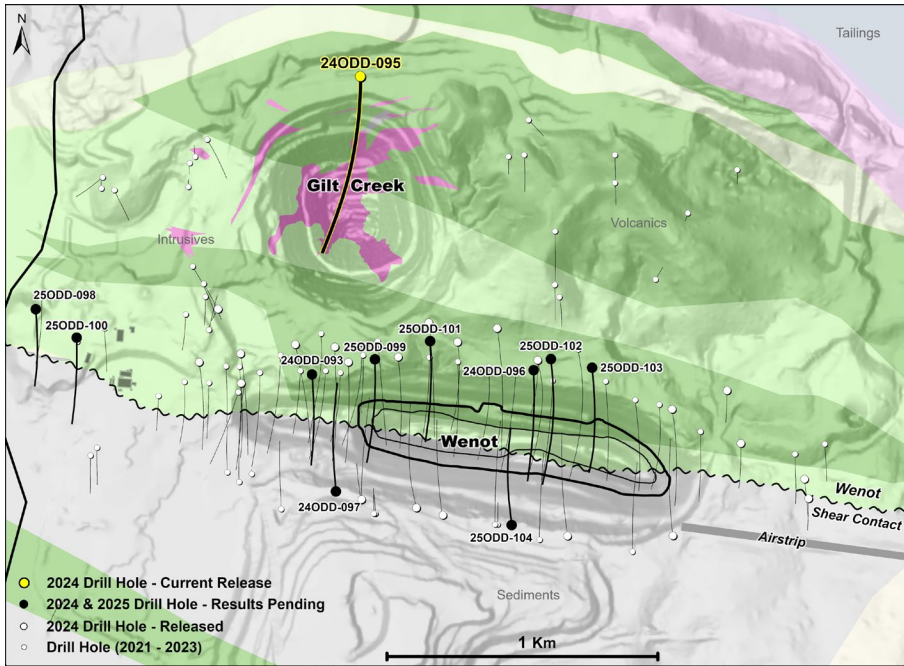 N
Tailings
24ODD-095
Gilt Creek
Volcanics
Intrusives
25ODD-098
25ODD-100
25ODD-101
25ODD-099
25ODD-102
24ODD-093
24ODD-096
25ODD-103
Wenot
Wenot
Shear Contact
24ODD-097
25ODD-104
Airstrip
2024 Drill Hole - Current Release
2024 & 2025 Drill Hole - Results Pending
2024 Drill Hole - Released
Drill Hole (2021 - 2023)
Sediments
1 Km